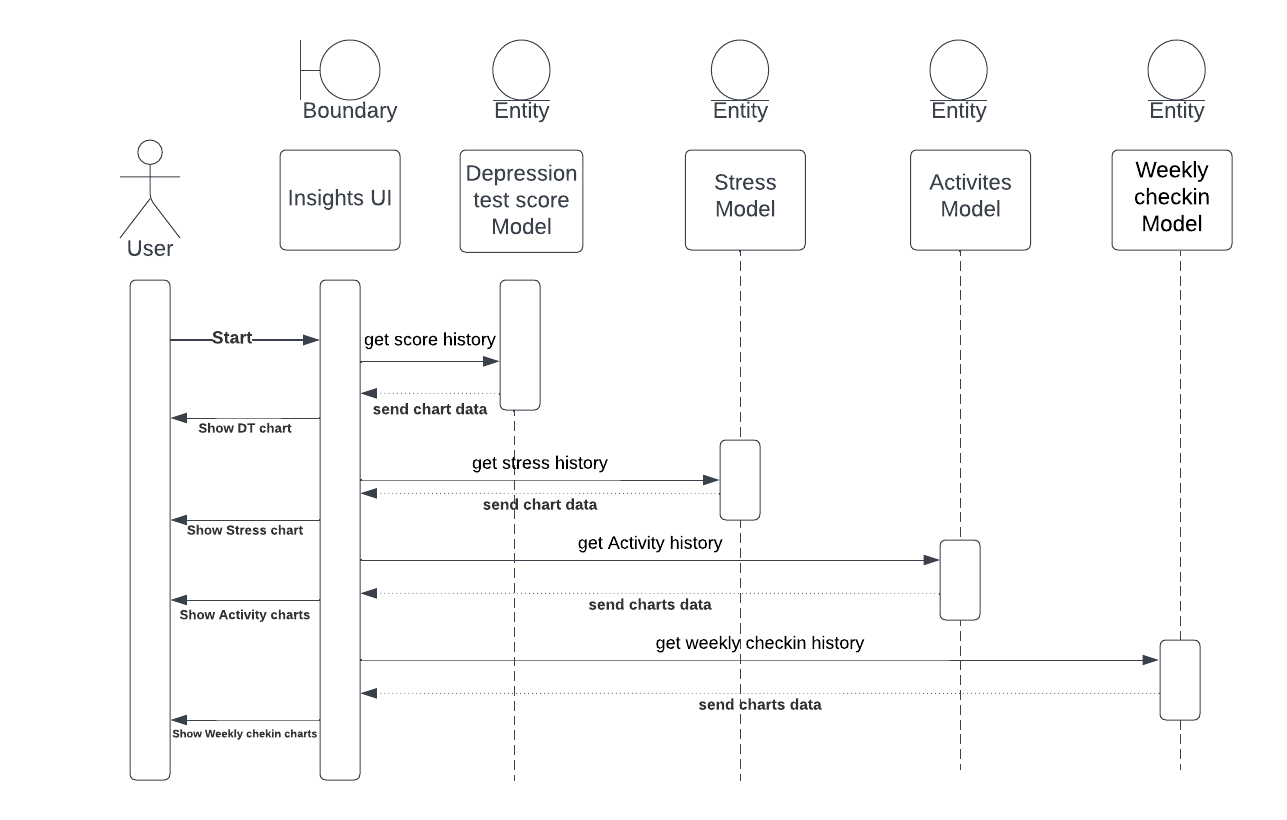 Boundary
Entity
Entity
Entity
Entity
User
Insights UI
Depression
test score
Model
Stress
Model
Activites
Model
Weekly
checkin
Model
Start
get score history
send chart data
Show DT chart
get stress history
send chart data
Show Stress chart
get Activity history
send charts data
Show Activity charts
get weekly checkin history
send charts data
Show Weekly chekin charts